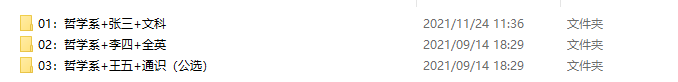 01：哲学系+张三+文科 2021/11/24 11:36 文件夹
02：哲学系+李四+全英 2021/09/14 18:29 文件夹
03：哲学系+王五+通识（公选） 2021/09/14 18:29 文件夹